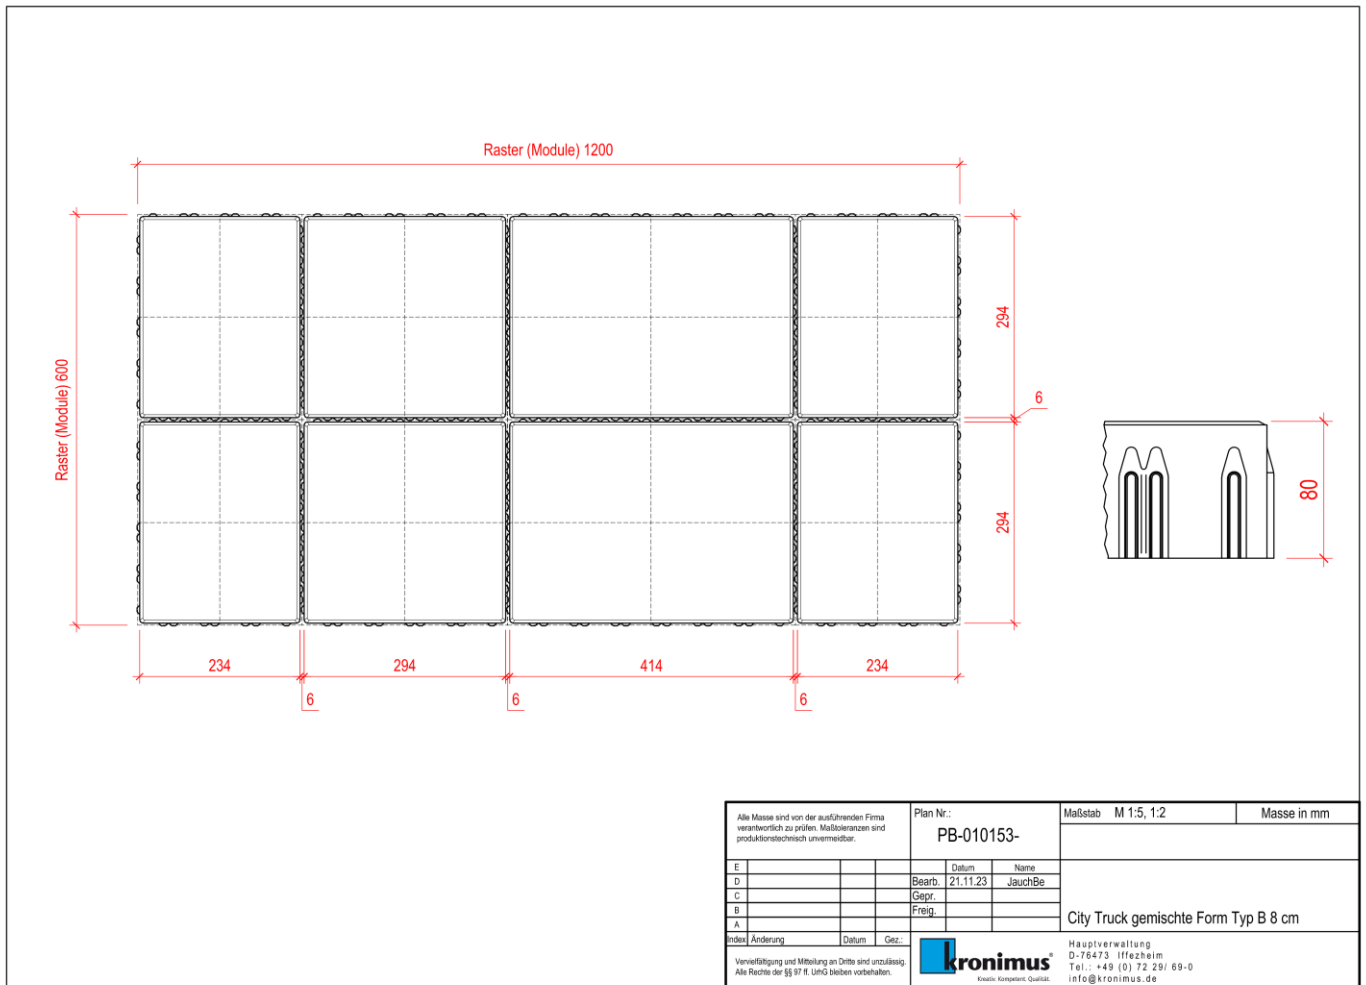 Raster (Module) 1200
Raster (Module) 600
294
6
294
80
234
294
414
234
6
6
6
Alle Masse sind von der ausführenden Firma
verantwortlich zu prüfen. Maßtoleranzen sind
produktionstechnisch unvermeidbar.
Plan Nr.:
PB-010153-
Maßstab M 1:5, 1:2
Masse in mm
E
D
C
B
A
Index Änderung Datum Gez.:
Datum Name
Bearb. 21.11.23 JauchBe
Gepr.
Freig.
City Truck gemischte Form Typ B 8 cm
Vervielfältigung und Mitteilung an Dritte sind unzulässig.
Alle Rechte der §§ 97 ff. UrhG bleiben vorbehalten.
kronimus®
Kreativ. Kompetent. Qualität.
Hauptverwaltung
D-76473 Iffezheim
Tel.: +49 (0) 72 29/ 69-0
info@kronimus.de